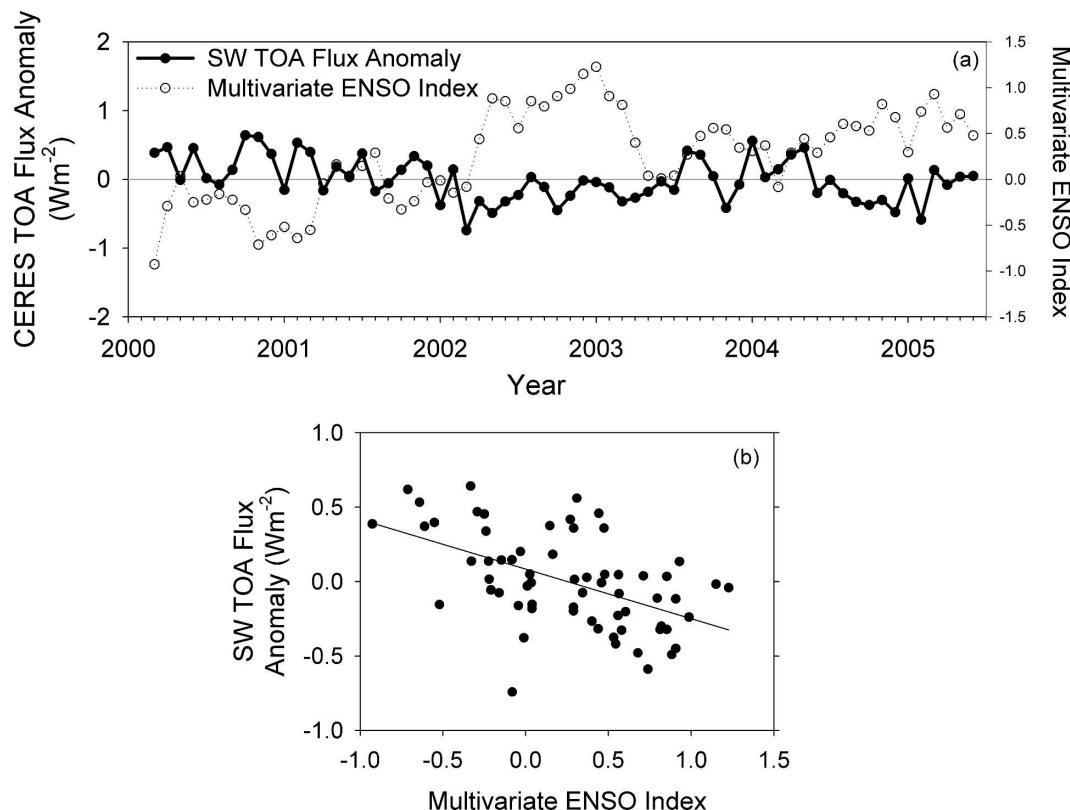 CERES TOA Flux Anomaly
(Wm-2)
2
1
0
-1
-2
SW TOA Flux Anomaly
Multivariate ENSO Index
(a)
1.5
1.0
0.5
0.0
-0.5
-1.0
-1.5
Multivariate
ENSO Index
2000 2001 2002 2003 2004 2005
Year
SW TOA Flux
Anomaly (Wm-2)
1.0
0.5
0.0
-0.5
-1.0
(b)
-1.0 -0.5 0.0 0.5 1.0 1.5
Multivariate ENSO Index